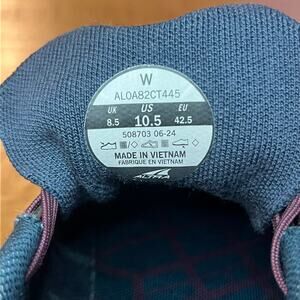 W
AL0A82CT445
UK US EU
8.5 10.5 42.5
508703 06-24
MADE IN VIETNAM
FABRIQUÉ EN VIETNAM
ALTRA